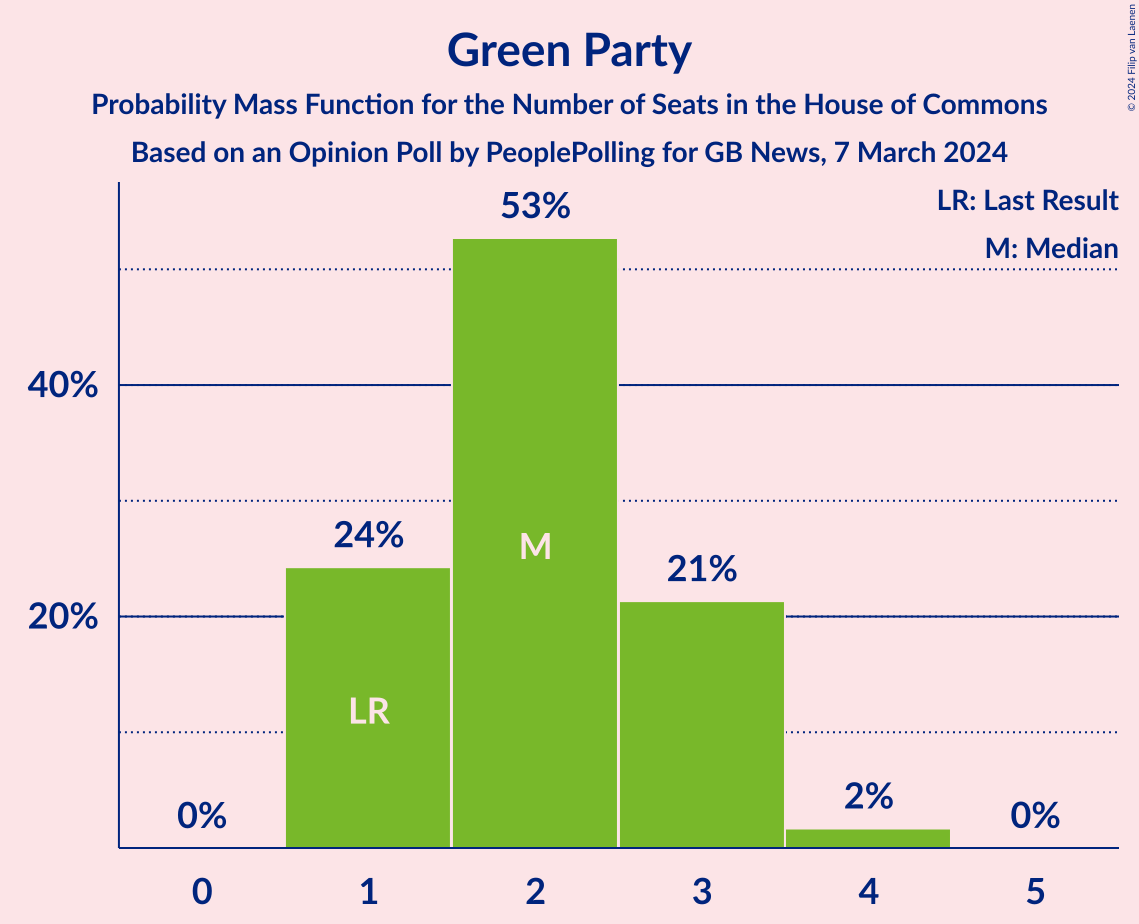 Green Party
Probability Mass Function for the Number of Seats in the House of Commons
Based on an Opinion Poll by PeoplePolling for GB News, 7 March 2024
© 2024 Filip van Laenen
LR: Last Result
M: Median
53%
40%
24%
M
21%
20%
LR
0%
2%
0%
0 1 2 3 4 5